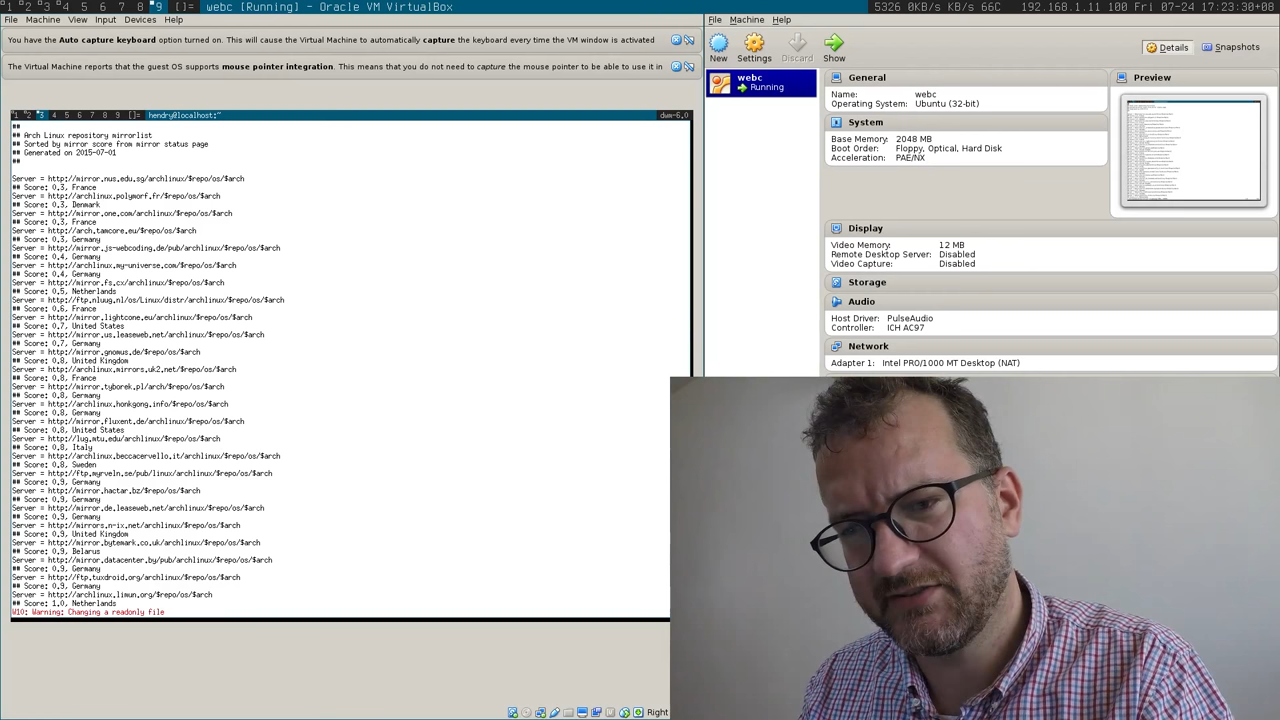 1 2 3 4 5 6 7 8 9 []= webc [Running] - Oracle VM VirtualBox 5326 0KB/s KB/s 66C 192.168.1.11 100 Fri 07-24 17:23:30+08
File Machine View Input Devices Help
You have the Auto capture keyboard option turned on. This will cause the Virtual Machine to automatically capture the keyboard every time the VM window is activated
The Virtual Machine reports that the guest OS supports mouse pointer integration. This means that you do not need to capture the mouse pointer to be able to use it in
1 2 3 4 5 6 7 8 9 []= hendry@localhost:~ dwm-6.0
##
## Arch Linux repository mirrorlist
## Sorted by mirror score from mirror status page
## Generated on 2015-07-01
##
Server = http://mirror.nus.edu.sg/archlinux/$repo/os/$arch
## Score: 0.3, France
Server = http://archlinux.polymorf.fr/$repo/os/$arch
## Score: 0.3, Denmark
Server = http://mirror.one.com/archlinux/$repo/os/$arch
## Score: 0.3, France
Server = http://arch.tamcore.eu/$repo/os/$arch
## Score: 0.3, Germany
Server = http://mirror.js-webcoding.de/pub/archlinux/$repo/os/$arch
## Score: 0.4, Germany
Server = http://archlinux.my-universe.com/$repo/os/$arch
## Score: 0.4, Germany
Server = http://mirror.fs.cx/archlinux/$repo/os/$arch
## Score: 0.5, Netherlands
Server = http://ftp.nluug.nl/os/Linux/distr/archlinux/$repo/os/$arch
## Score: 0.6, France
Server = http://mirror.lightcone.eu/archlinux/$repo/os/$arch
## Score: 0.7, United States
Server = http://mirror.us.leaseweb.net/archlinux/$repo/os/$arch
## Score: 0.7, Germany
Server = http://mirror.gnomus.de/$repo/os/$arch
## Score: 0.8, United Kingdom
Server = http://archlinux.mirrors.uk2.net/$repo/os/$arch
## Score: 0.8, France
Server = http://mirror.tyborek.pl/arch/$repo/os/$arch
## Score: 0.8, Germany
Server = http://archlinux.honkgong.info/$repo/os/$arch
## Score: 0.8, Germany
Server = http://mirror.fluxent.de/archlinux/$repo/os/$arch
## Score: 0.8, United States
Server = http://lug.mtu.edu/archlinux/$repo/os/$arch
## Score: 0.8, Italy
Server = http://archlinux.beccacervello.it/archlinux/$repo/os/$arch
## Score: 0.8, Sweden
Server = http://ftp.myrveln.se/pub/linux/archlinux/$repo/os/$arch
## Score: 0.9, Germany
Server = http://mirror.hactar.bz/$repo/os/$arch
## Score: 0.9, Germany
Server = http://mirror.de.leaseweb.net/archlinux/$repo/os/$arch
## Score: 0.9, Germany
Server = http://mirrors.n-ix.net/archlinux/$repo/os/$arch
## Score: 0.9, United Kingdom
Server = http://mirror.bytemark.co.uk/archlinux/$repo/os/$arch
## Score: 0.9, Belarus
Server = http://mirror.datacenter.by/pub/archlinux/$repo/os/$arch
## Score: 0.9, Germany
Server = http://ftp.tuxdroid.org/archlinux/$repo/os/$arch
## Score: 0.9, Germany
Server = http://archlinux.limun.org/$repo/os/$arch
## Score: 1.0, Netherlands
W10: Warning: Changing a readonly file
Right
File Machine Help
New Settings Discard Show Details Snapshots
webc
Running
General
Name: webc
Operating System: Ubuntu (32-bit)
System
Base Memory: 2048 MB
Boot Order: Floppy, Optical, Hard Disk
Acceleration: PAE/NX
Preview
Display
Video Memory: 12 MB
Remote Desktop Server: Disabled
Video Capture: Disabled
Storage
Audio
Host Driver: PulseAudio
Controller: ICH AC97
Network
Adapter 1: Intel PRO/1000 MT Desktop (NAT)